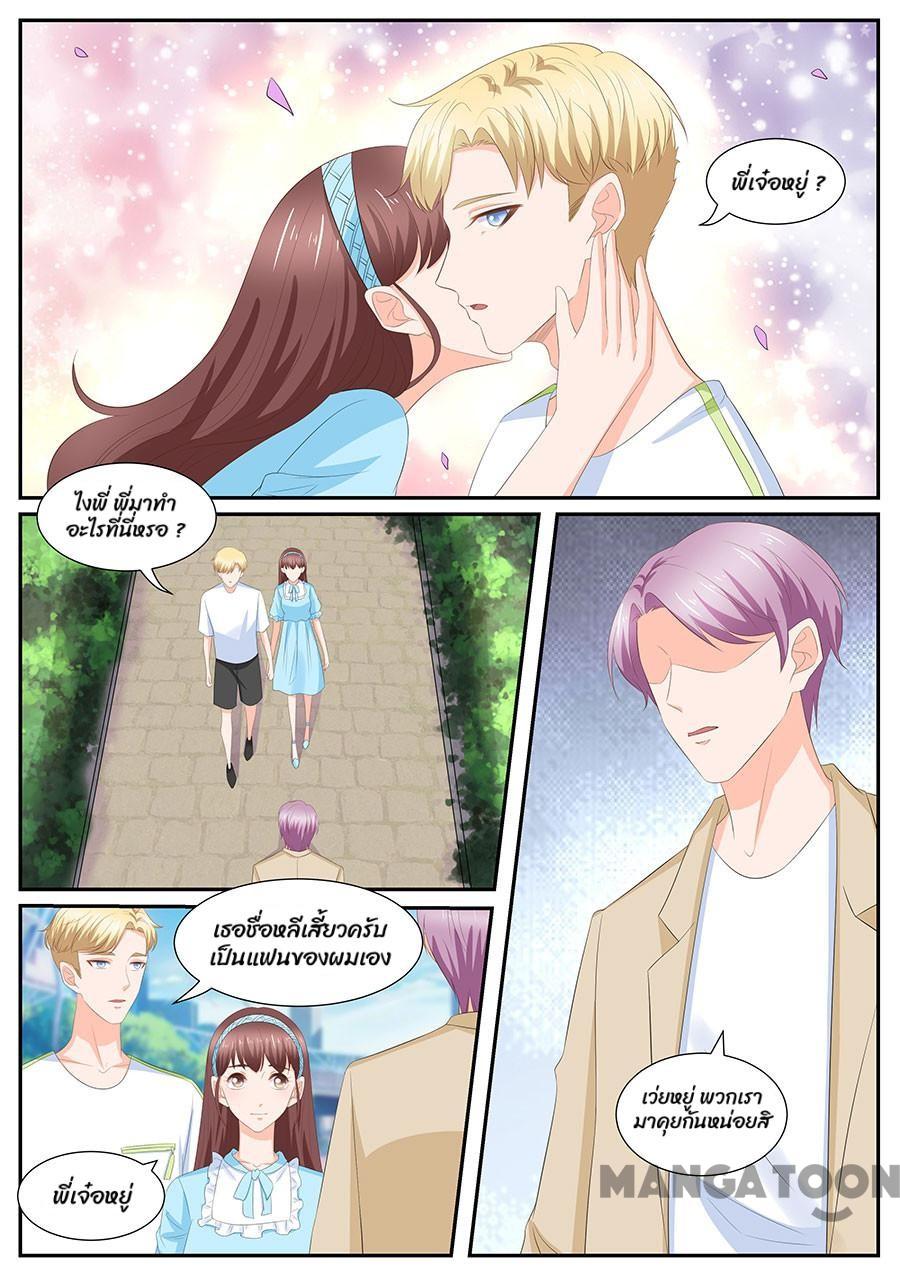 พี่เจ๋อหยู่ ?
ไงพี่ พี่มาทำ
อะไรที่นี่หรอ ?
เธอชื่อหลีเสี้ยวครับ
เป็นแฟนของผมเอง
พี่เจ๋อหยู่
เว่ยหยู่ พวกเรา
มาคุยกันหน่อยสิ
MANGATOON